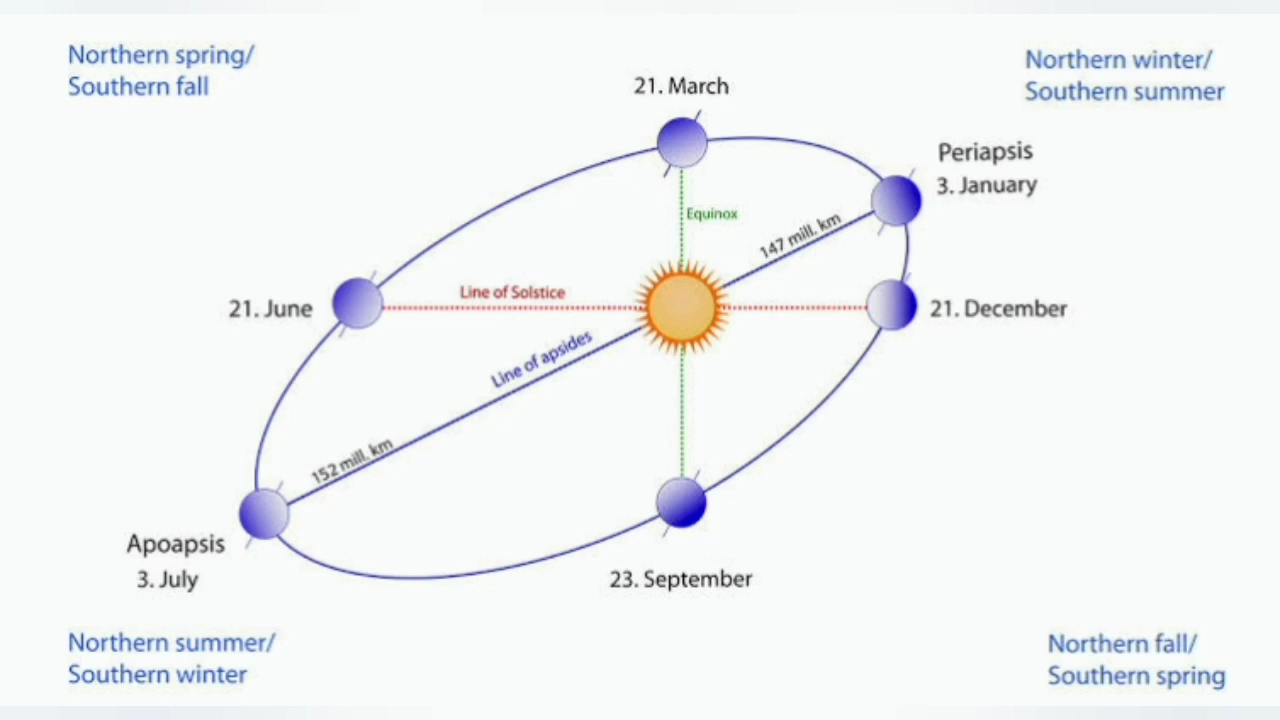 Northern spring/
Southern fall
21. March
Northern winter/
Southern summer
Periapsis
3. January
Equinox
147 mill. km
21. June
Line of Solstice
21. December
Line of apsides
152 mill. km
Apoapsis
3. July
23. September
Northern summer/
Southern winter
Northern fall/
Southern spring